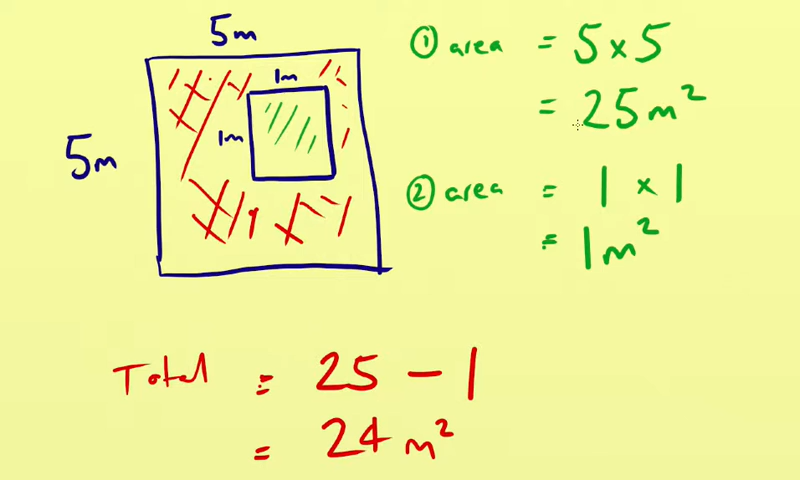 5m
1m
1m
5m
① area = 5 x 5
= 25m²
② area = 1 x 1
= 1m²
Total = 25 - 1
= 24m²